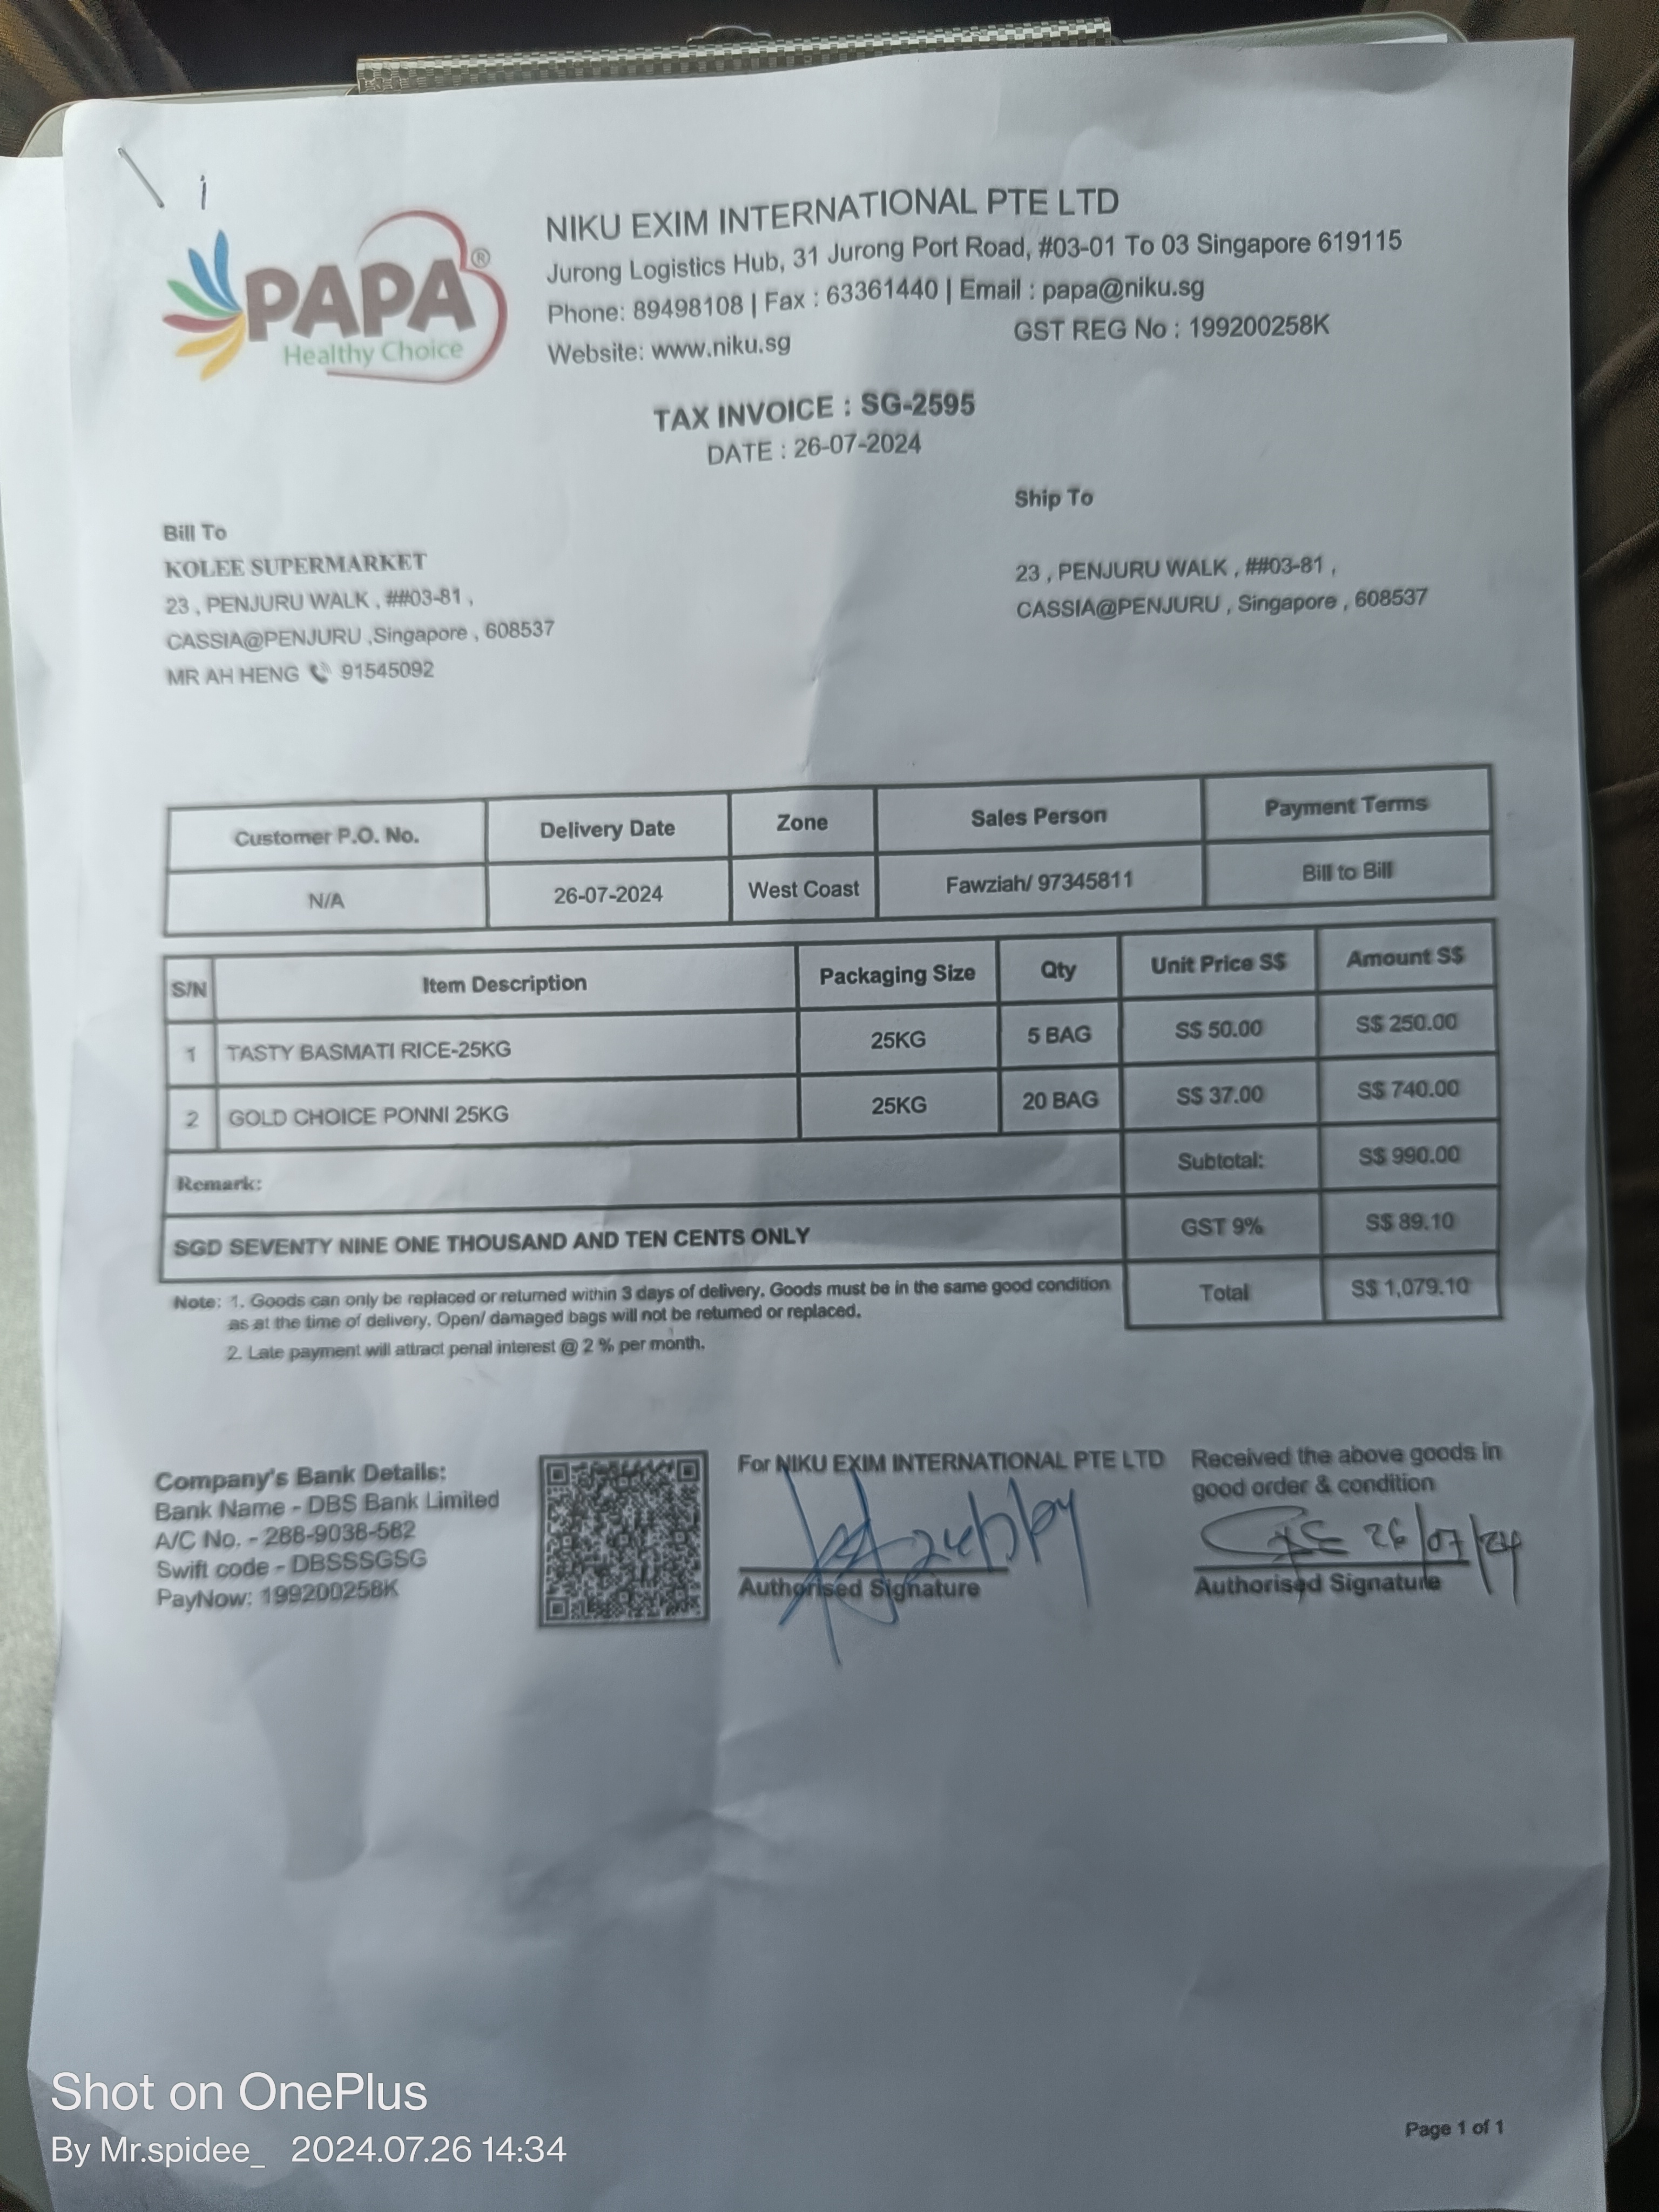 i
PAPA®
Healthy Choice
NIKU EXIM INTERNATIONAL PTE LTD
Jurong Logistics Hub, 31 Jurong Port Road, #03-01 To 03 Singapore 619115
Phone: 89498108 | Fax : 63361440 | Email : papa@niku.sg
Website: www.niku.sg GST REG No : 199200258K
TAX INVOICE : SG-2595
DATE : 26-07-2024
Bill To
KOLEE SUPERMARKET
23 , PENJURU WALK , ##03-81 ,
CASSIA@PENJURU ,Singapore , 608537
MR AH HENG 91545092
Ship To
23 , PENJURU WALK , ##03-81 ,
CASSIA@PENJURU , Singapore , 608537
Customer P.O. No. Delivery Date Zone Sales Person Payment Terms
N/A 26-07-2024 West Coast Fawziah/ 97345811 Bill to Bill
S/N Item Description Packaging Size Qty Unit Price S$ Amount S$
1 TASTY BASMATI RICE-25KG 25KG 5 BAG S$ 50.00 S$ 250.00
2 GOLD CHOICE PONNI 25KG 25KG 20 BAG S$ 37.00 S$ 740.00
Remark: Subtotal: S$ 990.00
SGD SEVENTY NINE ONE THOUSAND AND TEN CENTS ONLY GST 9% S$ 89.10
Total S$ 1,079.10
Note: 1. Goods can only be replaced or returned within 3 days of delivery. Goods must be in the same good condition
as at the time of delivery. Open/ damaged bags will not be returned or replaced.
2. Late payment will attract penal interest @ 2 % per month.
Company's Bank Details:
Bank Name - DBS Bank Limited
A/C No. - 288-9038-582
Swift code - DBSSSGSG
PayNow: 199200258K
For NIKU EXIM INTERNATIONAL PTE LTD
Authorised Signature
Received the above goods in
good order & condition
26/07/24
Authorised Signature
Shot on OnePlus
By Mr.spidee_ 2024.07.26 14:34
Page 1 of 1